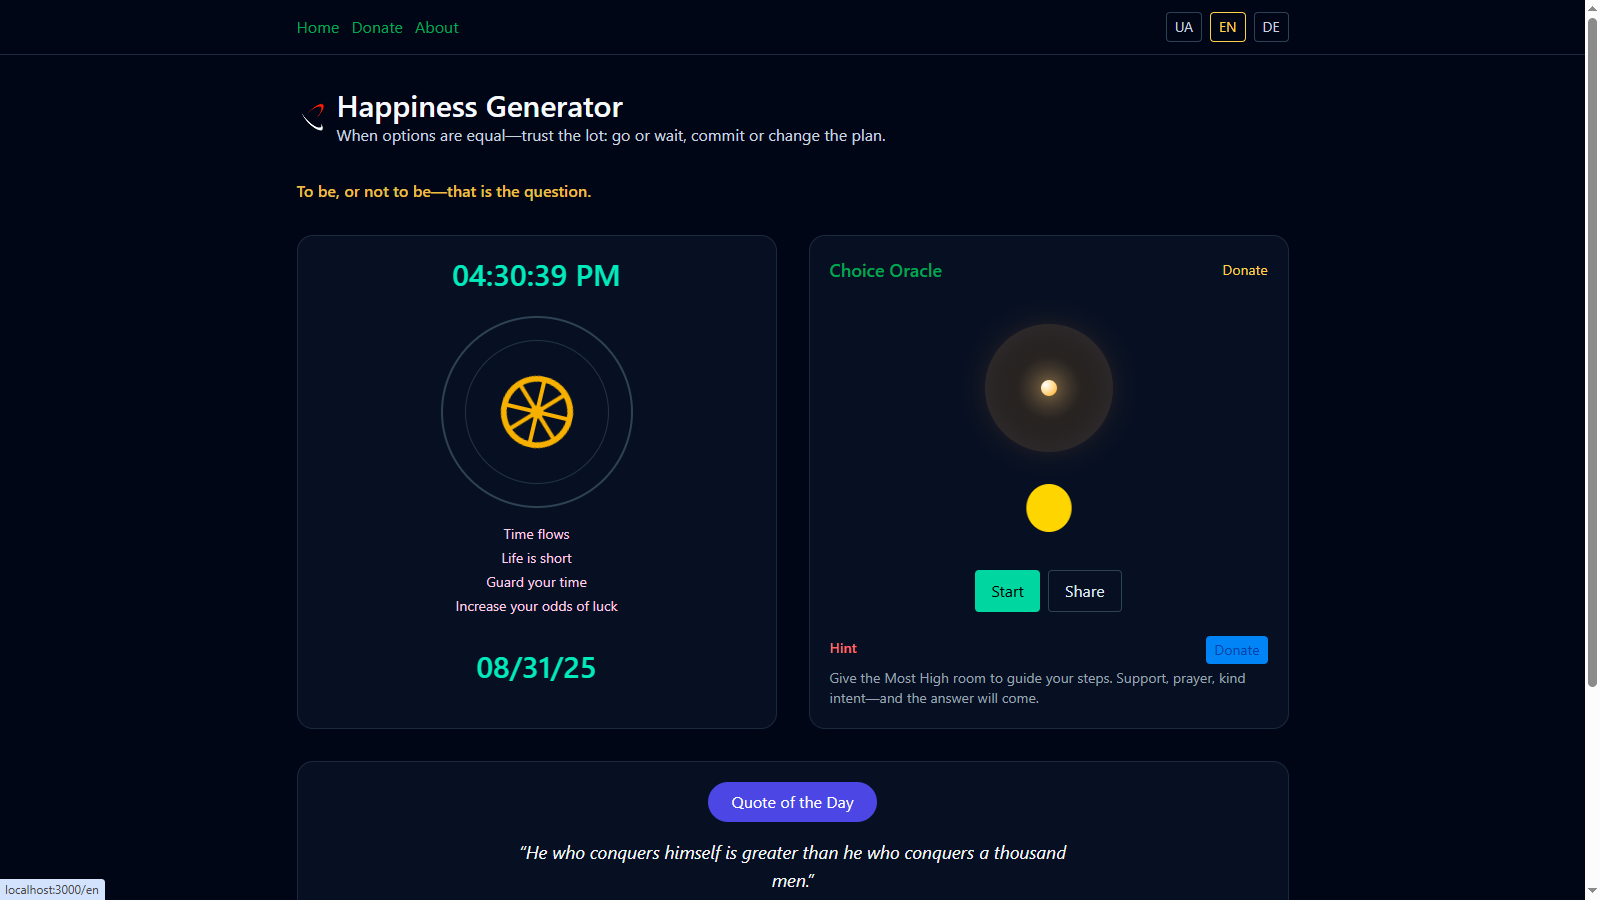 Home Donate About UA EN DE
Happiness Generator
When options are equal—trust the lot: go or wait, commit or change the plan.
To be, or not to be—that is the question.
04:30:39 PM
Time flows
Life is short
Guard your time
Increase your odds of luck
08/31/25
Choice Oracle Donate
Start Share
Hint Donate
Give the Most High room to guide your steps. Support, prayer, kind
intent—and the answer will come.
Quote of the Day
“He who conquers himself is greater than he who conquers a thousand
men.”
localhost:3000/en